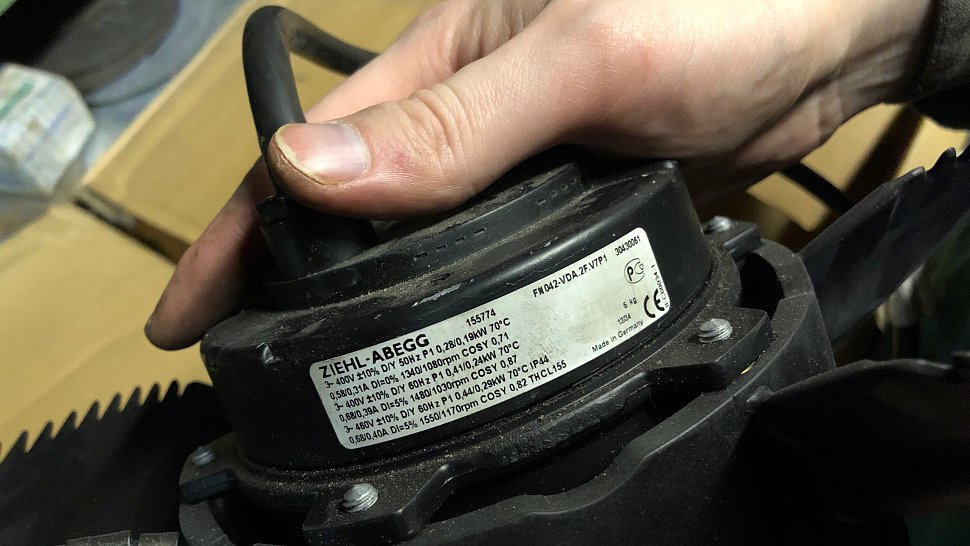 ZIEHL-ABEGG 155774 FN042-VDA.2F.V7P1 30430061
3~ 400V ±10% D/Y 50Hz P1 0,28/0,19kW 70°C
0,58/0,31A DI=0% 1340/1080rpm COSY 0,71
3~ 400V ±10% D/Y 60Hz P1 0,41/0,24kW 70°C
0,68/0,39A DI=5% 1480/1030rpm COSY 0,87
3~ 460V ±10% D/Y 60Hz P1 0,44/0,29kW 70°C IP44
0,68/0,40A DI=5% 1550/1170rpm COSY 0,82 THCL155
6 kg
13/24
Made in Germany
CE